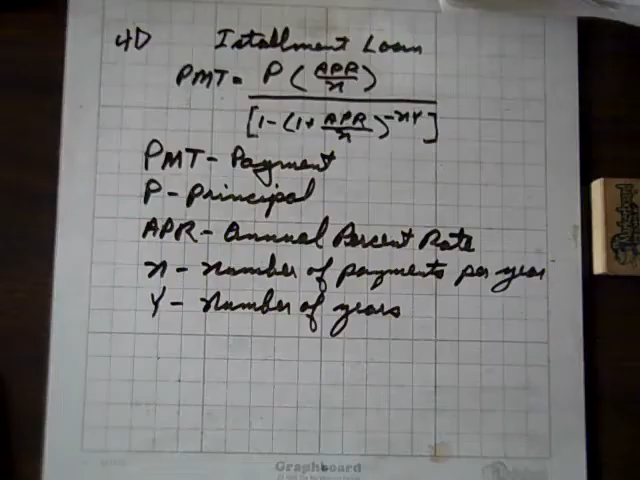 4D Istallment Loan
PMT = P ( APR/n )
[1 - (1 + APR/n)^-nY]
PMT - Payment
P - Principal
APR - Annual Percent Rate
n - number of payments per year
Y - Number of years
Graphboard